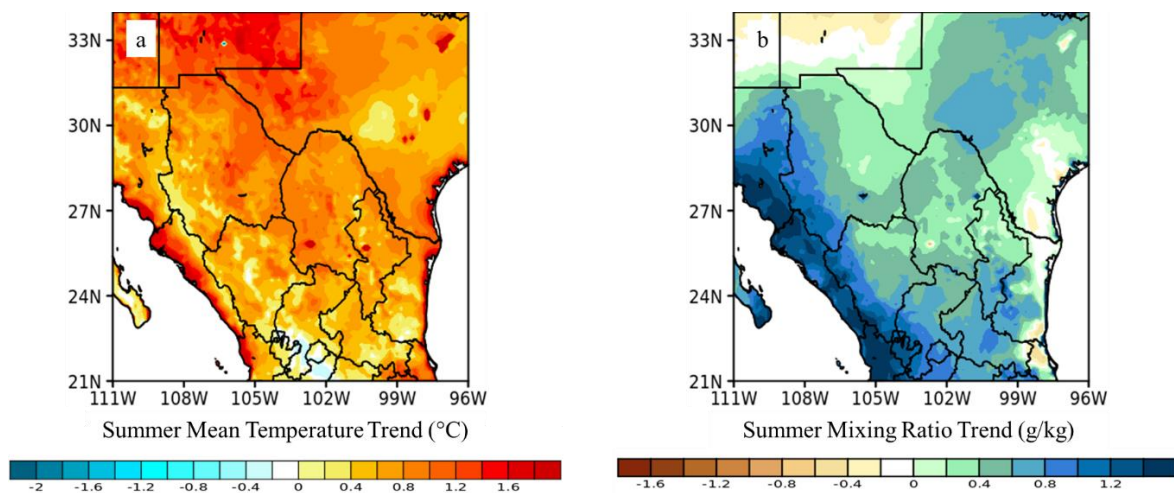 a
33N
30N
27N
24N
21N
111W 108W 105W 102W 99W 96W
Summer Mean Temperature Trend (°C)
-2 -1.6 -1.2 -0.8 -0.4 0 0.4 0.8 1.2 1.6
b
33N
30N
27N
24N
21N
111W 108W 105W 102W 99W 96W
Summer Mixing Ratio Trend (g/kg)
-1.6 -1.2 -0.8 -0.4 0 0.4 0.8 1.2